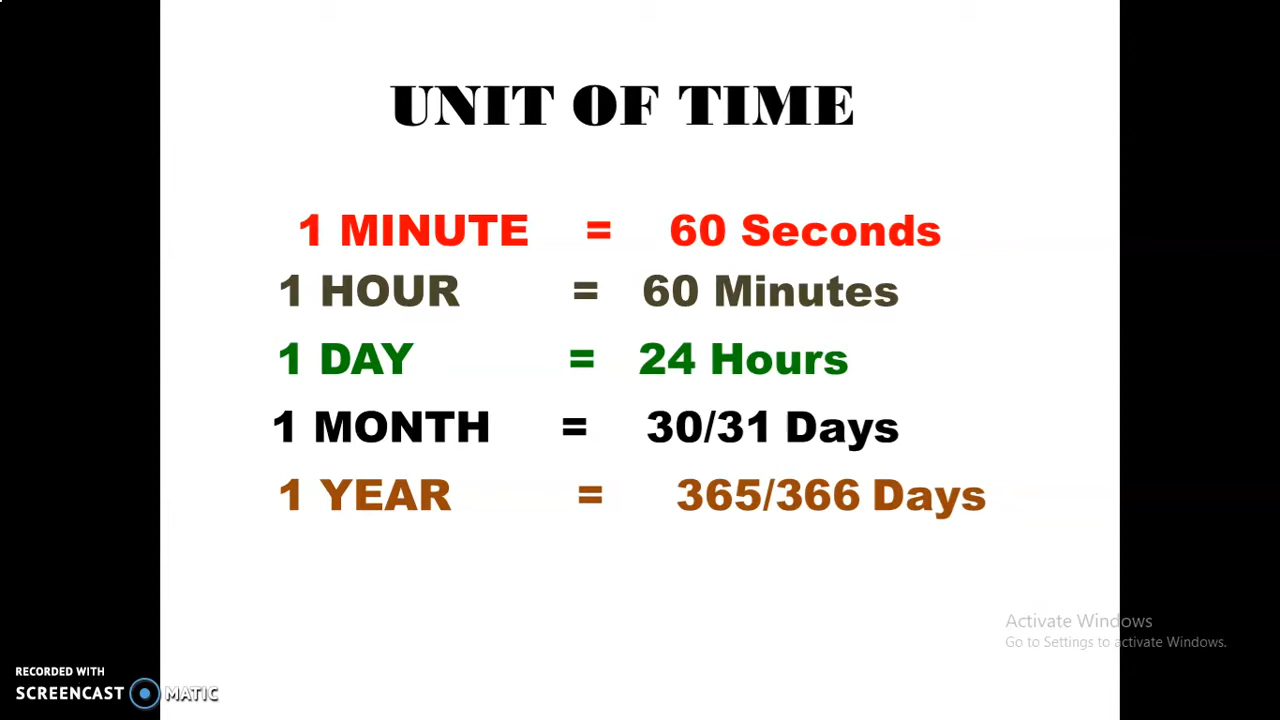 UNIT OF TIME
1 MINUTE = 60 Seconds
1 HOUR = 60 Minutes
1 DAY = 24 Hours
1 MONTH = 30/31 Days
1 YEAR = 365/366 Days
Activate Windows
Go to Settings to activate Windows.
RECORDED WITH
SCREENCAST MATIC